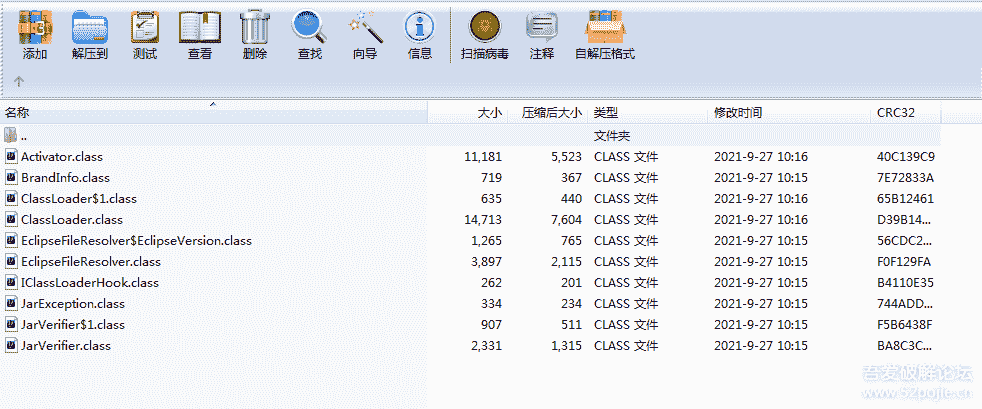 添加 解压到 测试 查看 删除 查找 向导 信息 扫描病毒 注释 自解压格式
名称 大小 压缩后大小 类型 修改时间 CRC32
.. 文件夹
Activator.class 11,181 5,523 CLASS 文件 2021-9-27 10:16 40C139C9
BrandInfo.class 719 367 CLASS 文件 2021-9-27 10:15 7E72833A
ClassLoader$1.class 635 440 CLASS 文件 2021-9-27 10:16 65B12461
ClassLoader.class 14,713 7,604 CLASS 文件 2021-9-27 10:16 D39B14...
EclipseFileResolver$EclipseVersion.class 1,265 765 CLASS 文件 2021-9-27 10:15 56CDC2...
EclipseFileResolver.class 3,897 2,115 CLASS 文件 2021-9-27 10:15 F0F129FA
IClassLoaderHook.class 262 201 CLASS 文件 2021-9-27 10:15 B4110E35
JarException.class 334 234 CLASS 文件 2021-9-27 10:15 744ADD...
JarVerifier$1.class 907 511 CLASS 文件 2021-9-27 10:15 F5B6438F
JarVerifier.class 2,331 1,315 CLASS 文件 2021-9-27 10:15 BA8C3C...
吾爱破解论坛
www.52pojie.cn